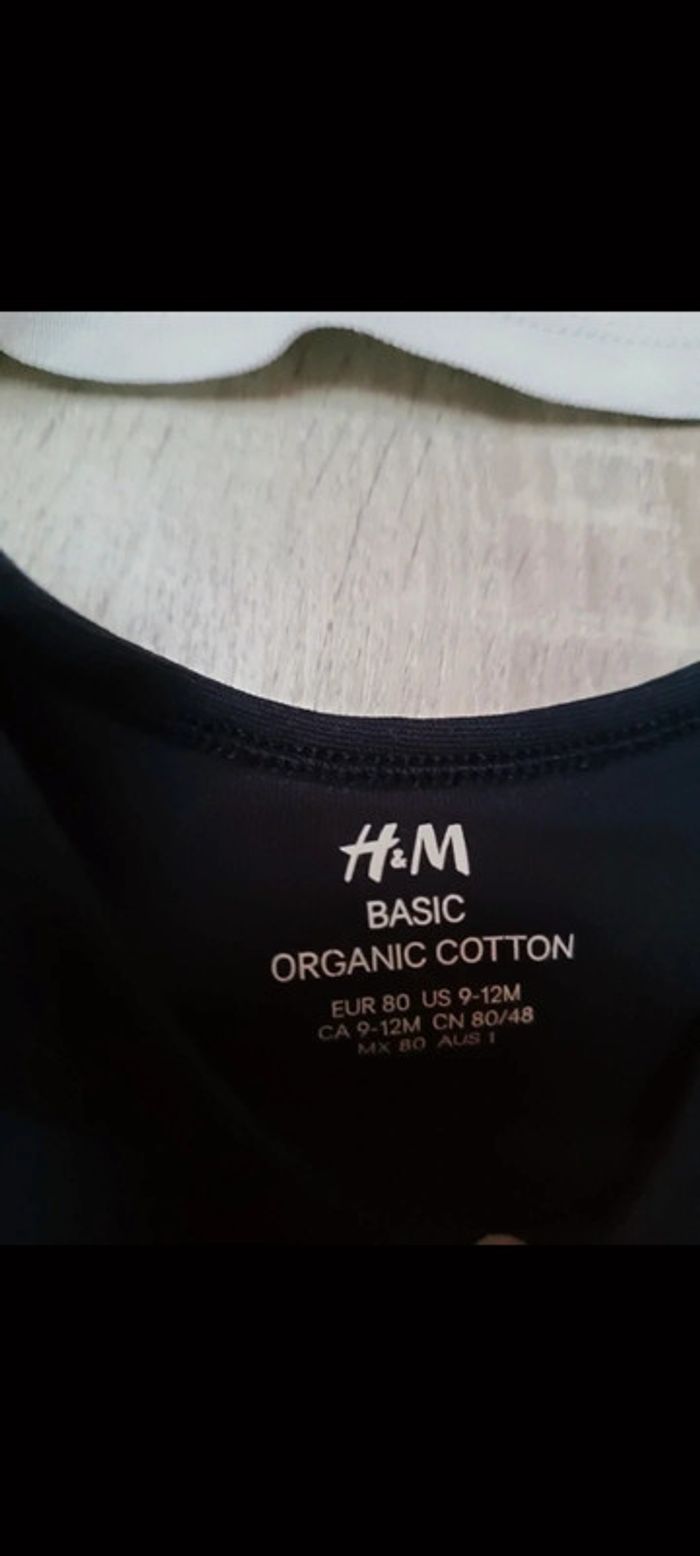 H&M
BASIC
ORGANIC COTTON
EUR 80 US 9-12M
CA 9-12M CN 80/48
MX 80 AUS 1